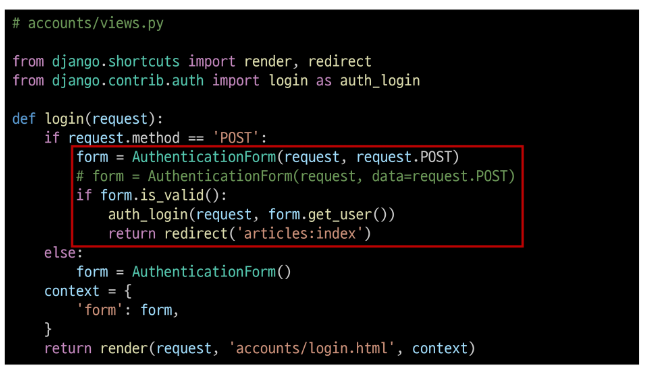 # accounts/views.py
from django.shortcuts import render, redirect
from django.contrib.auth import login as auth_login
def login(request):
    if request.method == 'POST':
        form = AuthenticationForm(request, request.POST)
        # form = AuthenticationForm(request, data=request.POST)
        if form.is_valid():
            auth_login(request, form.get_user())
            return redirect('articles:index')
    else:
        form = AuthenticationForm()
    context = {
        'form': form,
    }
    return render(request, 'accounts/login.html', context)